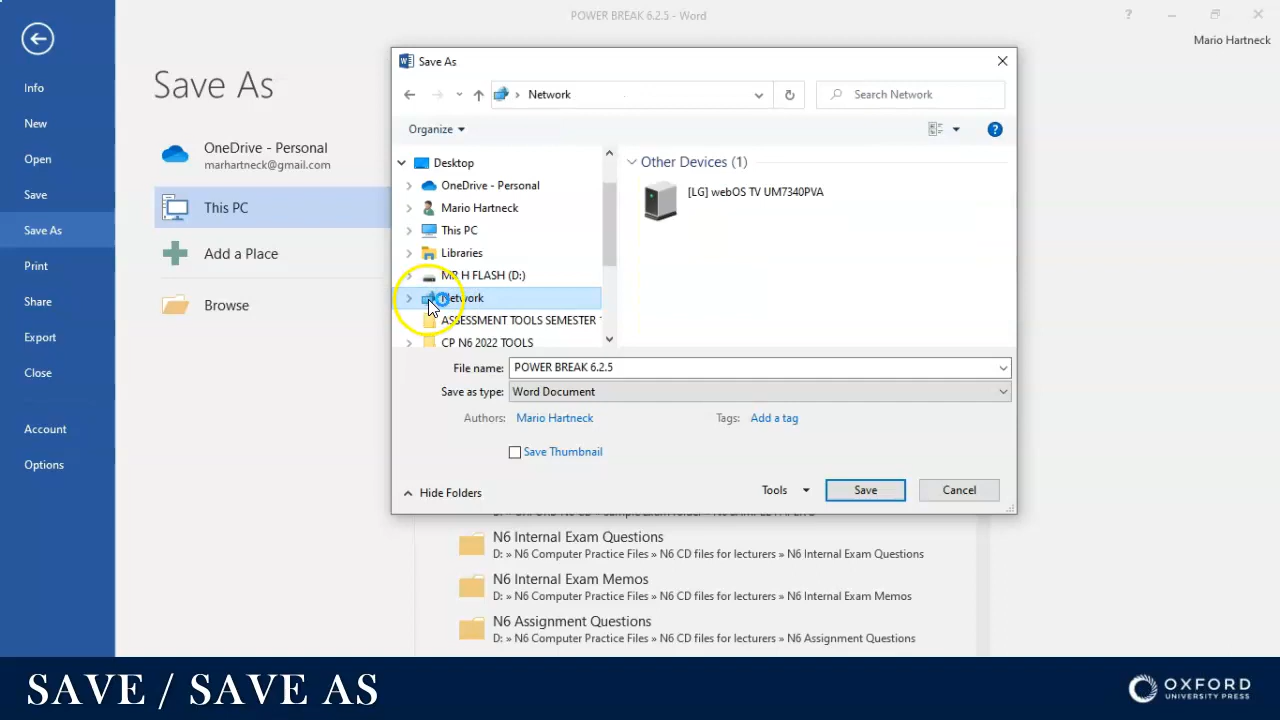 POWER BREAK 6.2.5 - Word
?
Mario Hartneck
Info
New
Open
Save
Save As
Print
Share
Export
Close
Account
Options
Save As
OneDrive - Personal
marhartneck@gmail.com
This PC
Add a Place
Browse
Save As
Network
Search Network
Organize
?
Desktop
OneDrive - Personal
Mario Hartneck
This PC
Libraries
MR H FLASH (D:)
Network
ASSESSMENT TOOLS SEMESTER
CP N6 2022 TOOLS
Other Devices (1)
[LG] webOS TV UM7340PVA
File name: POWER BREAK 6.2.5
Save as type: Word Document
Authors: Mario Hartneck
Tags: Add a tag
Save Thumbnail
Hide Folders
Tools
Save
Cancel
N6 Internal Exam Questions
D: » N6 Computer Practice Files » N6 CD files for lecturers » N6 Internal Exam Questions
N6 Internal Exam Memos
D: » N6 Computer Practice Files » N6 CD files for lecturers » N6 Internal Exam Memos
N6 Assignment Questions
D: » N6 Computer Practice Files » N6 CD files for lecturers » N6 Assignment Questions
SAVE / SAVE AS
OXFORD
UNIVERSITY PRESS